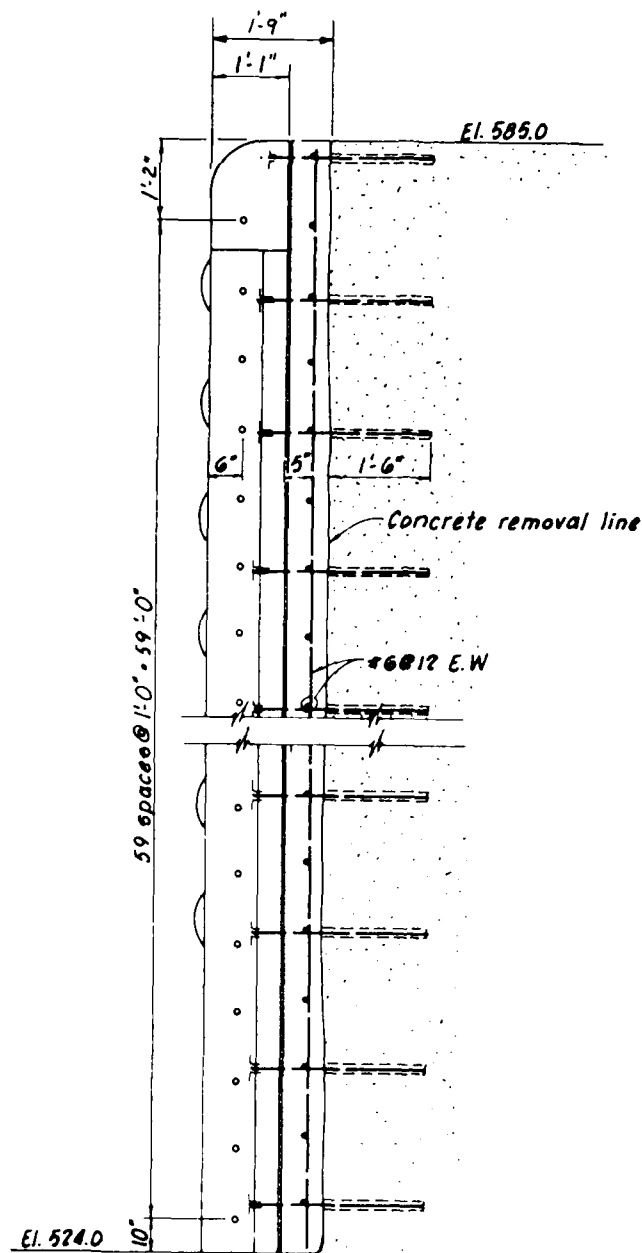 1'-9"
1'-1"
El. 585.0
1'-2"
6"
5"
1'-6"
Concrete removal line
59 spaces @ 1'-0" = 59'-0"
#6@12 E.W
El. 524.0
10"